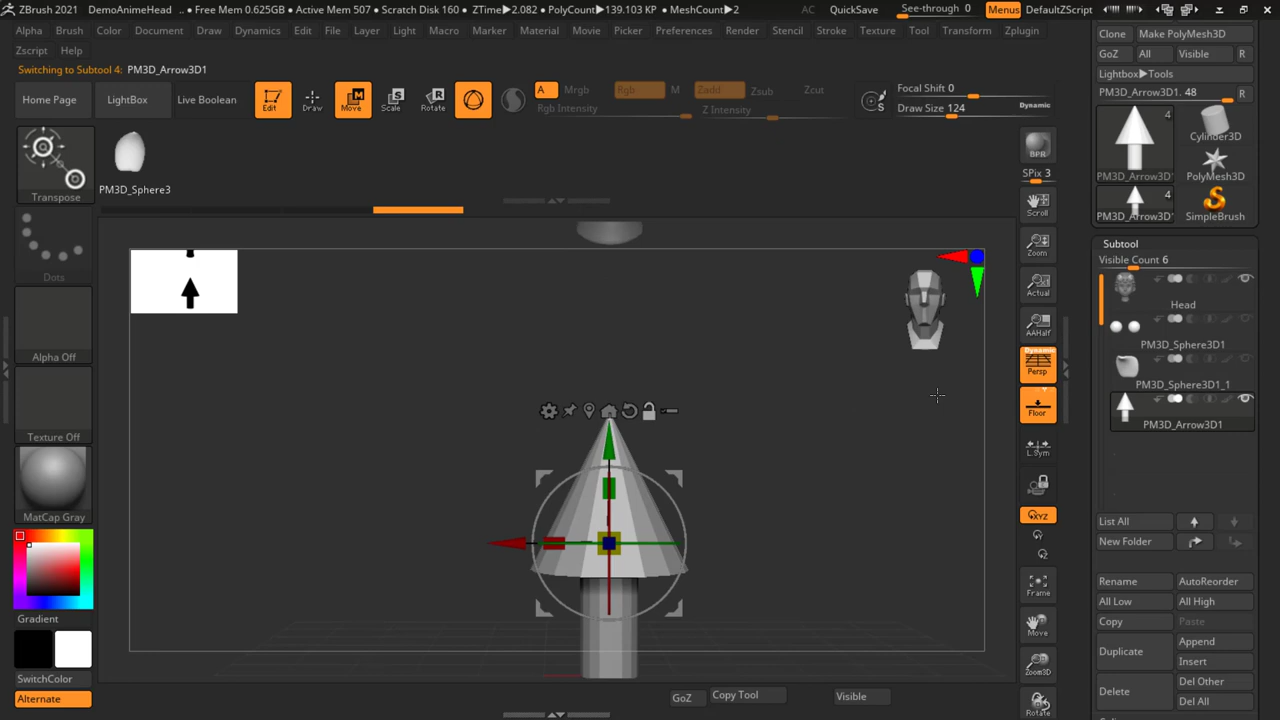 ZBrush 2021 DemoAnimeHead • Free Mem 0.625GB • Active Mem 507 • Scratch Disk 160 • ZTime▶2.082 • PolyCount▶139.103 KP • MeshCount▶2 AC QuickSave See-through 0 Menus DefaultZScript
Alpha Brush Color Document Draw Dynamics Edit File Layer Light Macro Marker Material Movie Picker Preferences Render Stencil Stroke Texture Tool Transform Zplugin
Zscript Help
Switching to Subtool 4: PM3D_Arrow3D1
Home Page LightBox Live Boolean Edit Draw Move Scale Rotate
A Mrgb Rgb M Zadd Zsub Zcut
Rgb Intensity Z Intensity
Focal Shift 0
Draw Size 124 Dynamic
Transpose
PM3D_Sphere3
Dots
Alpha Off
Texture Off
MatCap Gray
Gradient
SwitchColor
Alternate
BPR
SPix 3
Scroll
Zoom
Actual
AAHalf
Dynamic
Persp
Floor
L.Sym
XYZ
Frame
Move
Zoom3D
Rotate
GoZ Copy Tool Visible
Clone Make PolyMesh3D
GoZ All Visible R
Lightbox▶Tools
PM3D_Arrow3D1. 48 R
4
Cylinder3D
PM3D_Arrow3D1 PolyMesh3D
4
PM3D_Arrow3D1 SimpleBrush
Subtool
Visible Count 6
Head
PM3D_Sphere3D1
PM3D_Sphere3D1_1
PM3D_Arrow3D1
List All
New Folder
Rename AutoReorder
All Low All High
Copy Paste
Duplicate Append
Insert
Delete Del Other
Del All